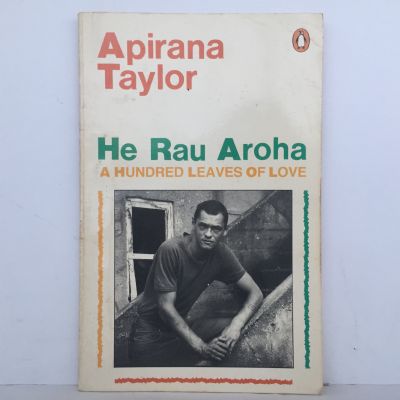 Apirana
Taylor
He Rau Aroha
A HUNDRED LEAVES OF LOVE